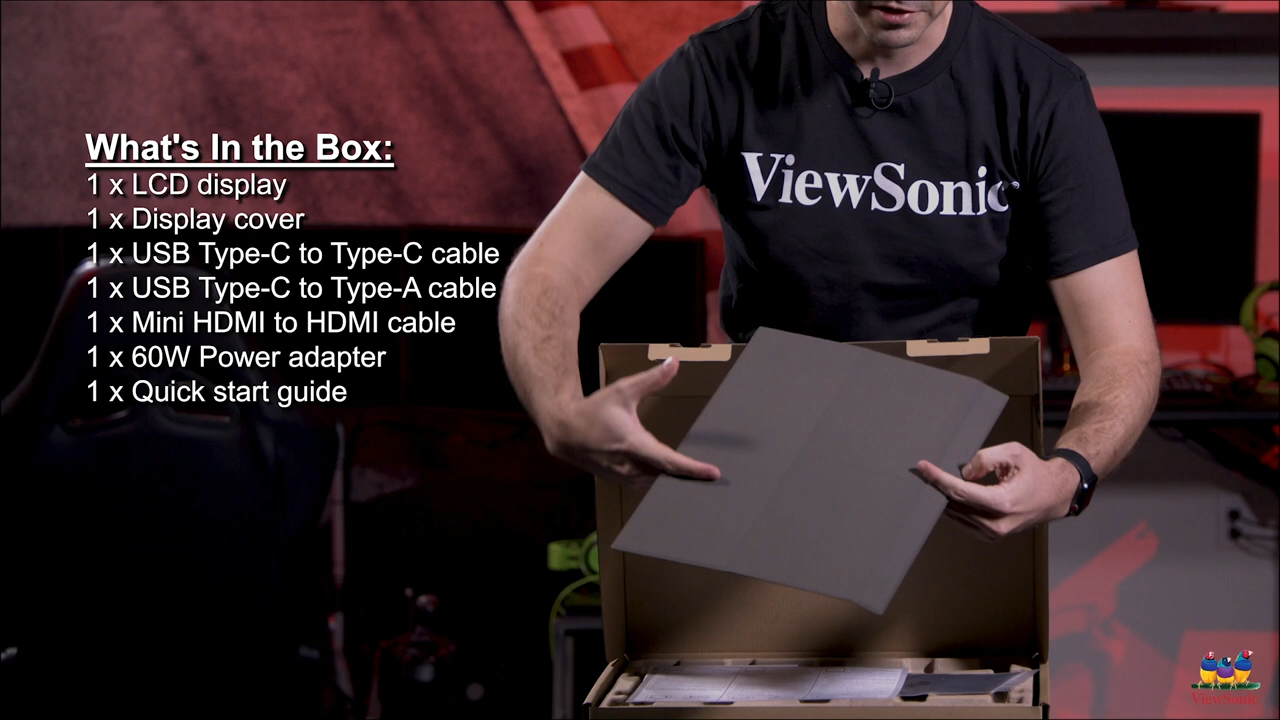 What's In the Box:
1 x LCD display
1 x Display cover
1 x USB Type-C to Type-C cable
1 x USB Type-C to Type-A cable
1 x Mini HDMI to HDMI cable
1 x 60W Power adapter
1 x Quick start guide
ViewSonic
ViewSonic